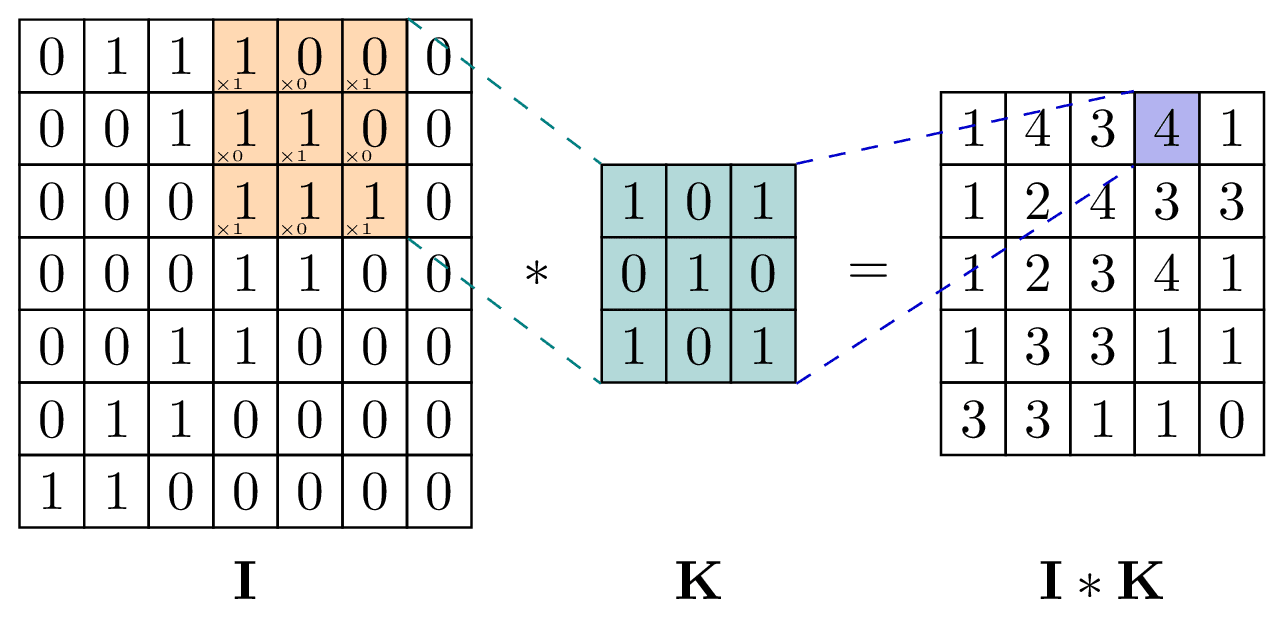 0 1 1 1×1 0×0 0×1 0
0 0 1 1×0 1×1 0×0 0
0 0 0 1×1 1×0 1×1 0
0 0 0 1 1 0 0
0 0 1 1 0 0 0
0 1 1 0 0 0 0
1 1 0 0 0 0 0
I
*
1 0 1
0 1 0
1 0 1
K
=
1 4 3 4 1
1 2 4 3 3
1 2 3 4 1
1 3 3 1 1
3 3 1 1 0
I * K